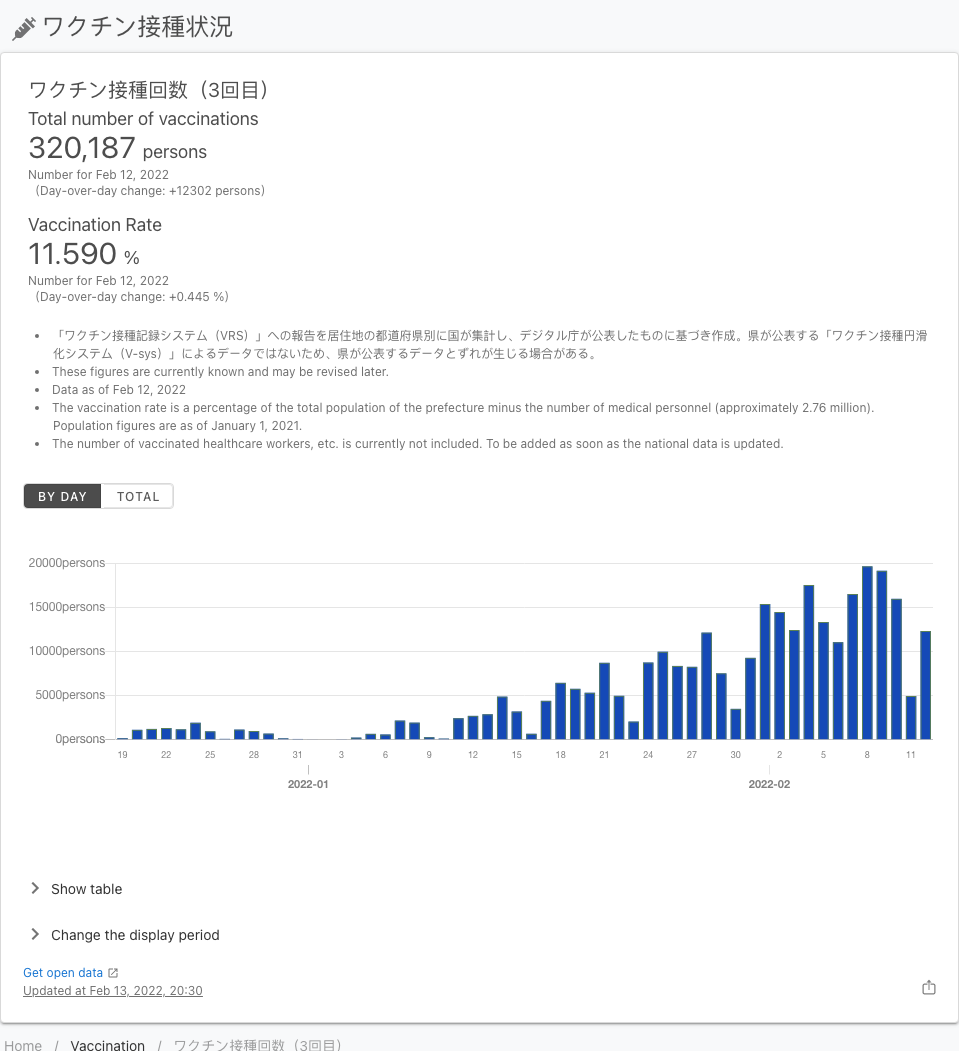 ワクチン接種状況
ワクチン接種回数（3回目）
Total number of vaccinations
320,187 persons
Number for Feb 12, 2022
（Day-over-day change: +12302 persons）
Vaccination Rate
11.590 %
Number for Feb 12, 2022
（Day-over-day change: +0.445 %）
• 「ワクチン接種記録システム（VRS）」への報告を居住地の都道府県別に国が集計し、デジタル庁が公表したものに基づき作成。県が公表する「ワクチン接種円滑
化システム（V-sys）」によるデータではないため、県が公表するデータとずれが生じる場合がある。
• These figures are currently known and may be revised later.
• Data as of Feb 12, 2022
• The vaccination rate is a percentage of the total population of the prefecture minus the number of medical personnel (approximately 2.76 million).
Population figures are as of January 1, 2021.
• The number of vaccinated healthcare workers, etc. is currently not included. To be added as soon as the national data is updated.
BY DAY TOTAL
20000persons
15000persons
10000persons
5000persons
0persons
19 22 25 28 31 3 6 9 12 15 18 21 24 27 30 2 5 8 11
2022-01 2022-02
Show table
Change the display period
Get open data
Updated at Feb 13, 2022, 20:30
Home / Vaccination / ワクチン接種回数（3回目）